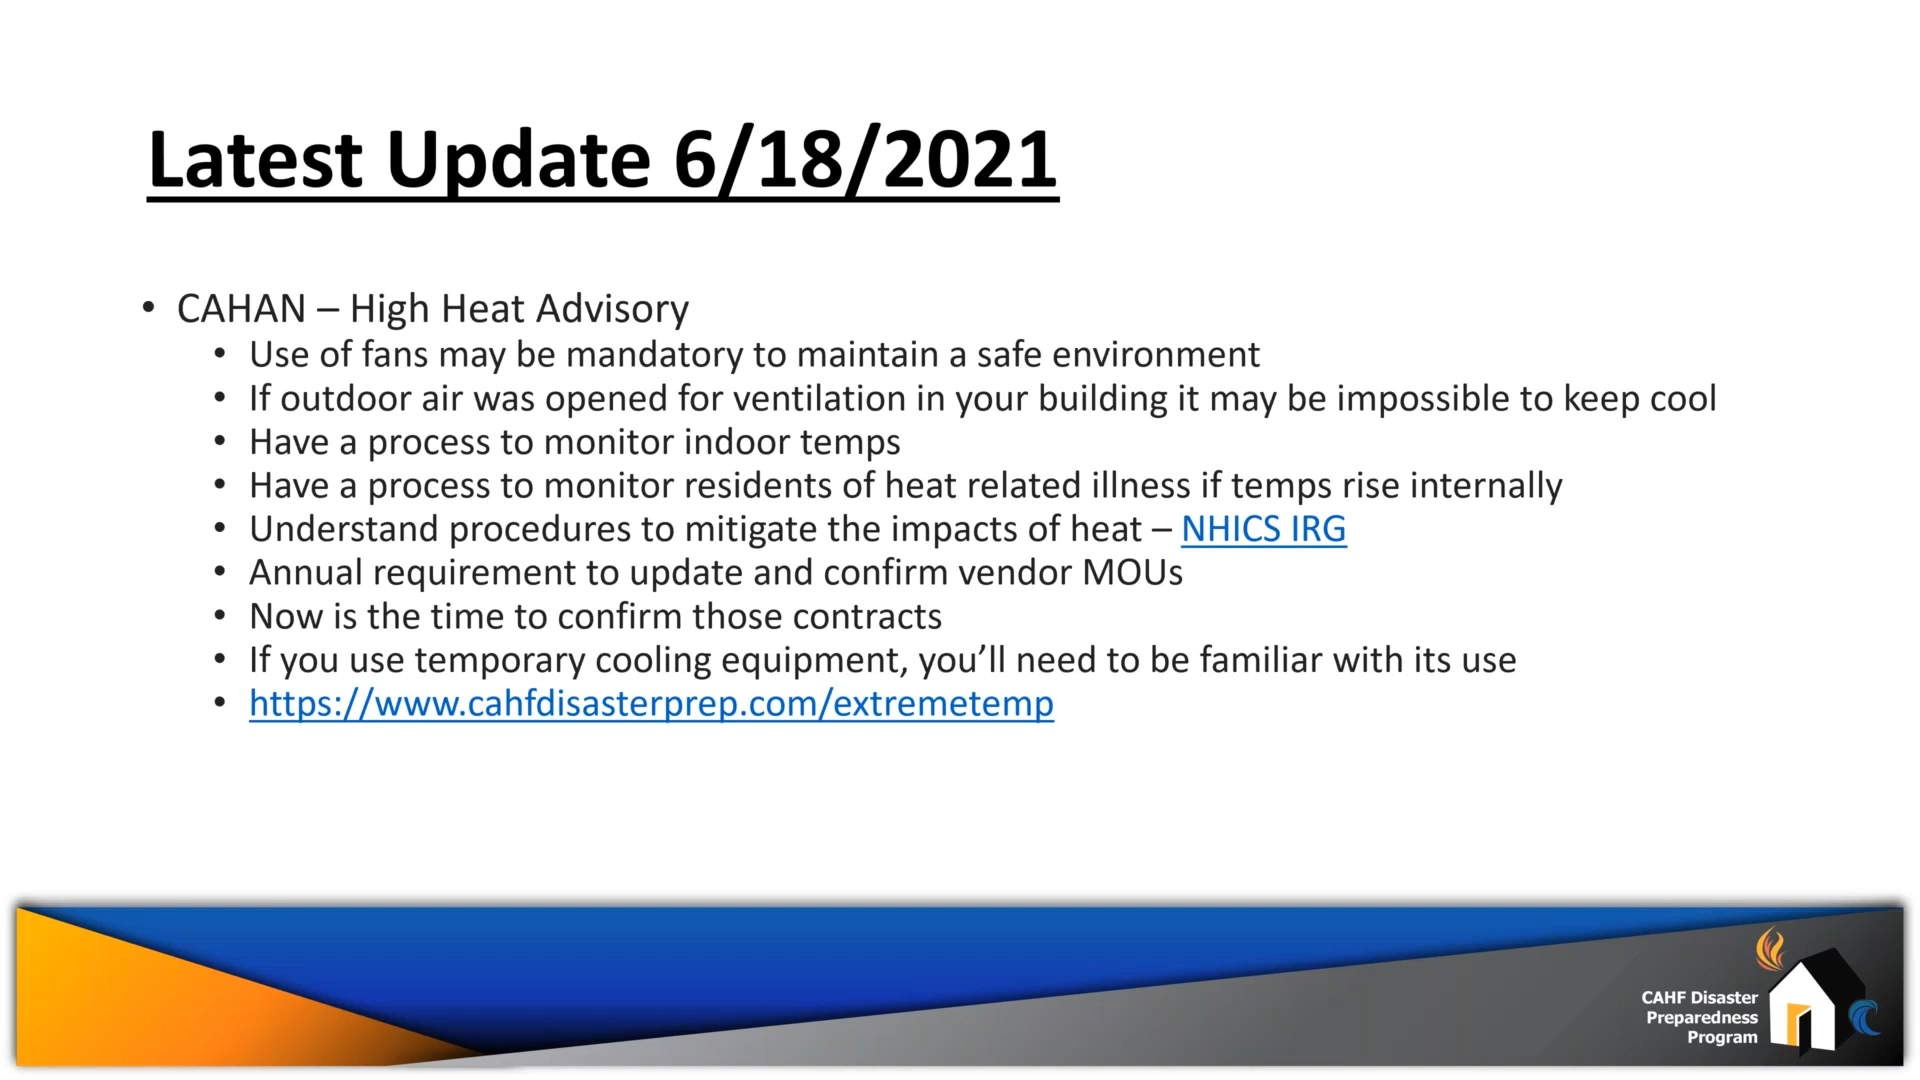 Latest Update 6/18/2021
• CAHAN – High Heat Advisory
• Use of fans may be mandatory to maintain a safe environment
• If outdoor air was opened for ventilation in your building it may be impossible to keep cool
• Have a process to monitor indoor temps
• Have a process to monitor residents of heat related illness if temps rise internally
• Understand procedures to mitigate the impacts of heat – NHICS IRG
• Annual requirement to update and confirm vendor MOUs
• Now is the time to confirm those contracts
• If you use temporary cooling equipment, you’ll need to be familiar with its use
• https://www.cahfdisasterprep.com/extremetemp
CAHF Disaster
Preparedness
Program